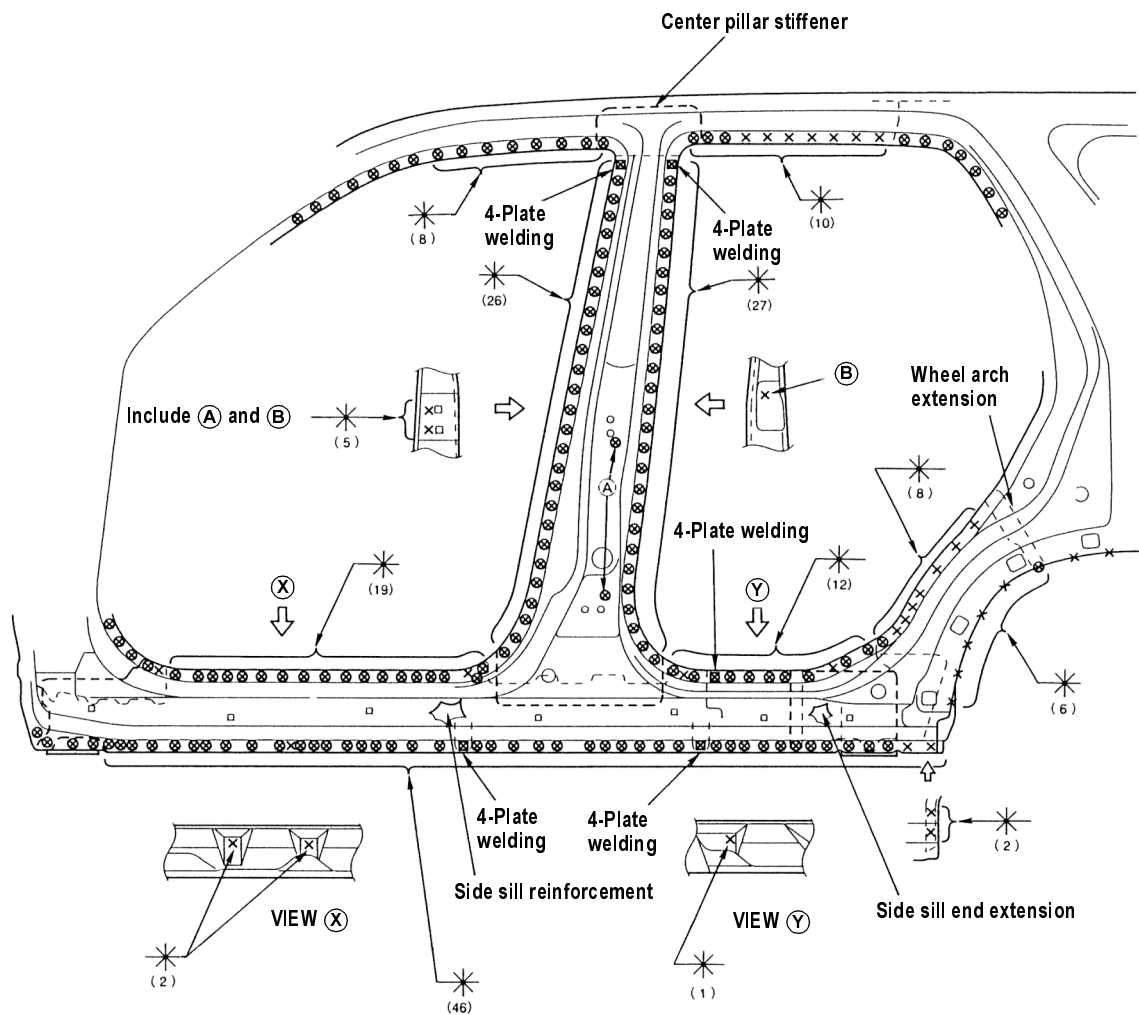 Center pillar stiffener
4-Plate
welding
(8)
4-Plate
welding
(10)
(26)
(27)
Include Ⓐ and Ⓑ
(5)
Ⓑ
Wheel arch
extension
Ⓐ
(8)
4-Plate welding
Ⓧ
(19)
Ⓨ
(12)
(6)
4-Plate
welding
4-Plate
welding
(2)
Side sill reinforcement
Side sill end extension
VIEW Ⓧ
VIEW Ⓨ
(2)
(46)
(1)